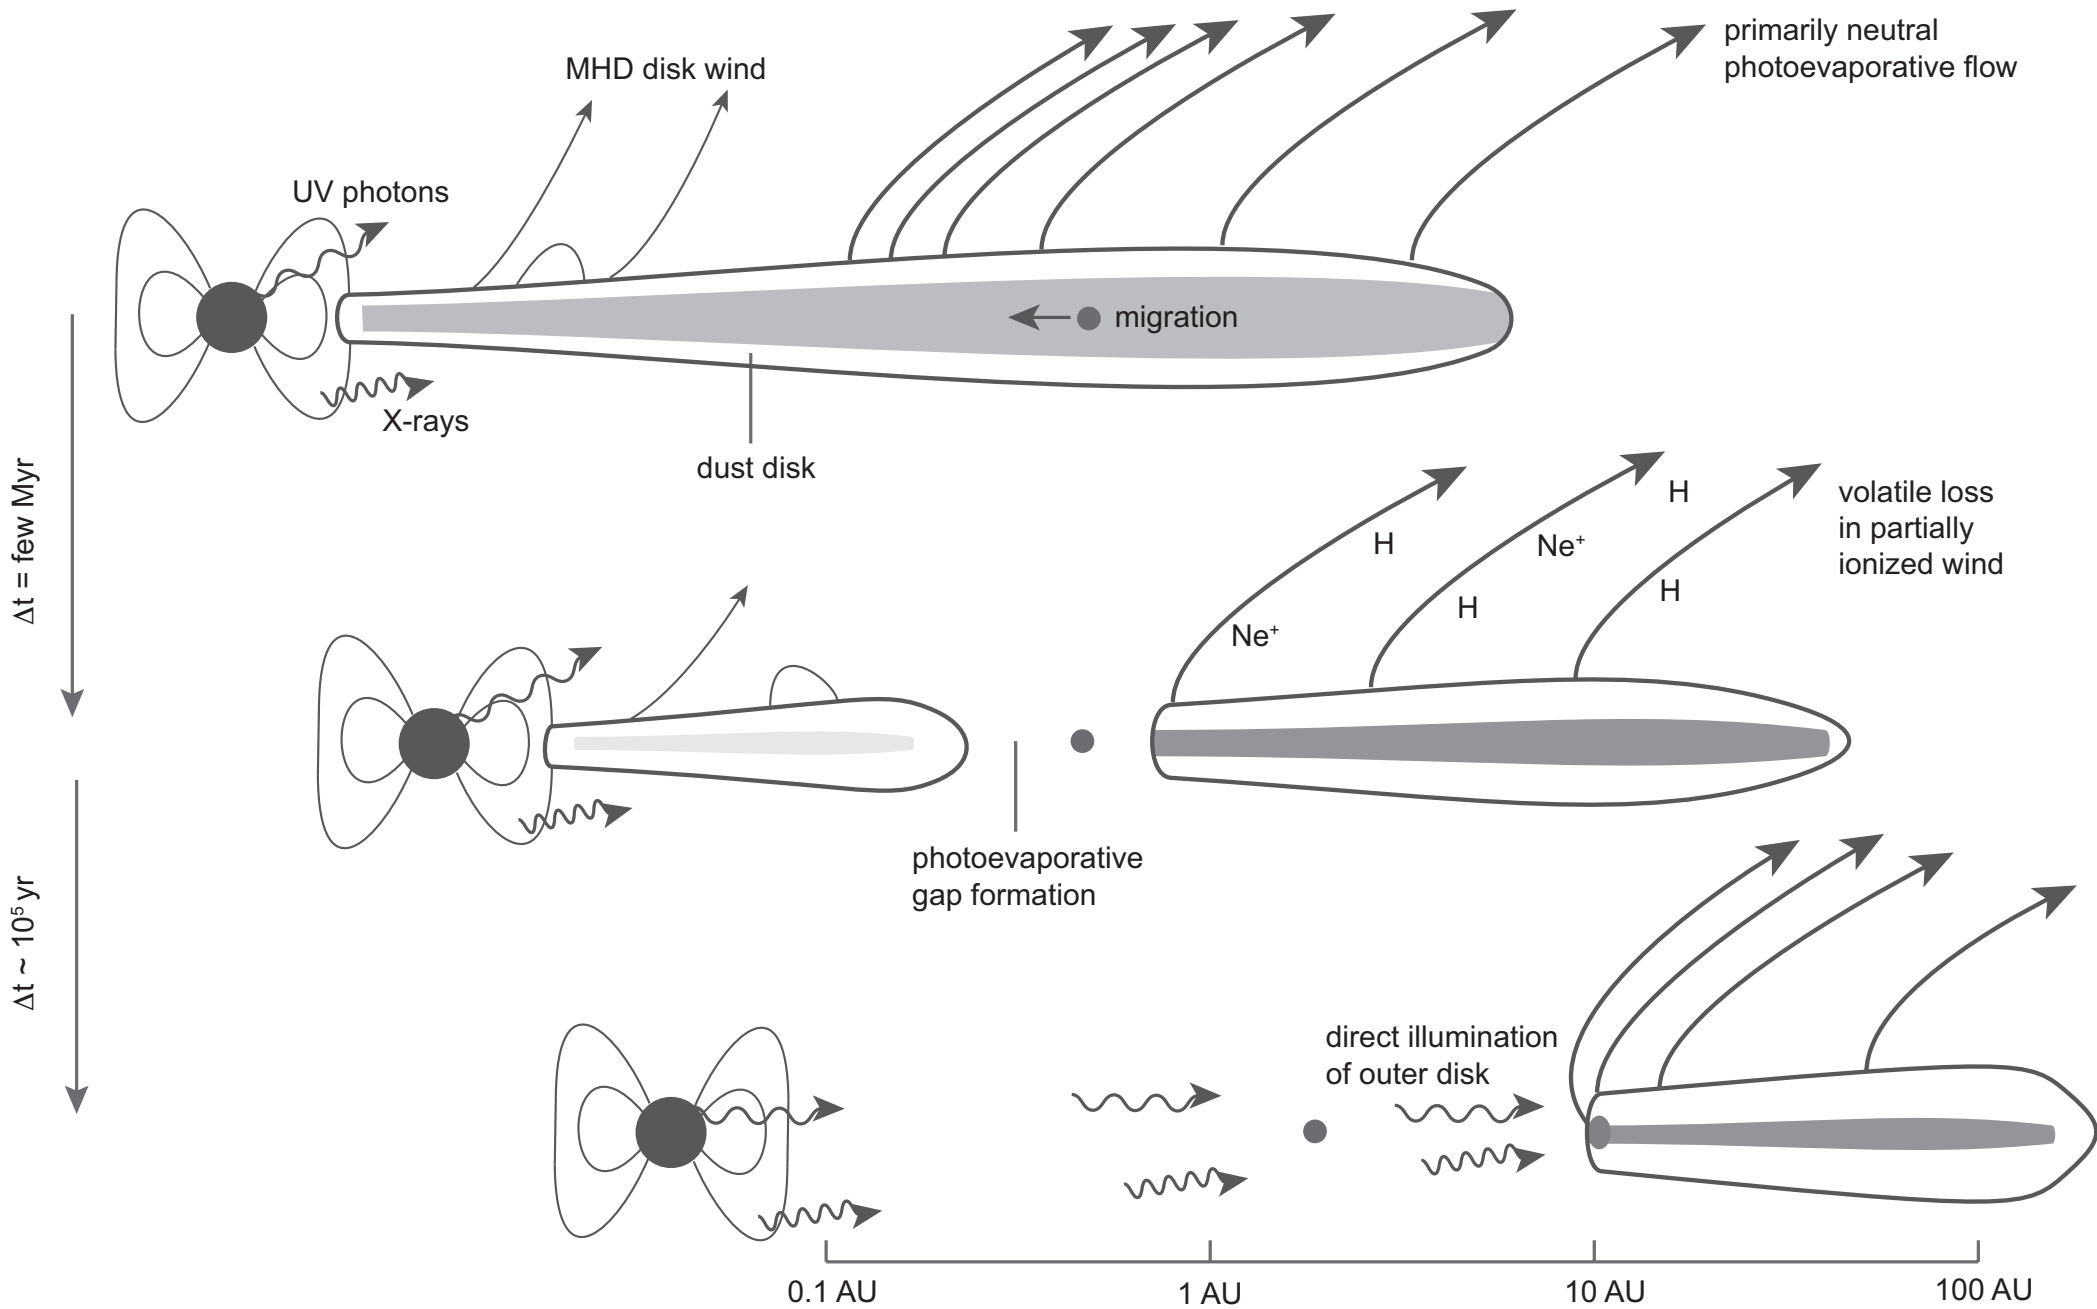 primarily neutral
photoevaporative flow
MHD disk wind
UV photons
migration
X-rays
dust disk
Δt = few Myr
volatile loss
in partially
ionized wind
H
H
Ne⁺
H
H
Ne⁺
photoevaporative
gap formation
Δt ~ 10⁵ yr
direct illumination
of outer disk
0.1 AU
1 AU
10 AU
100 AU